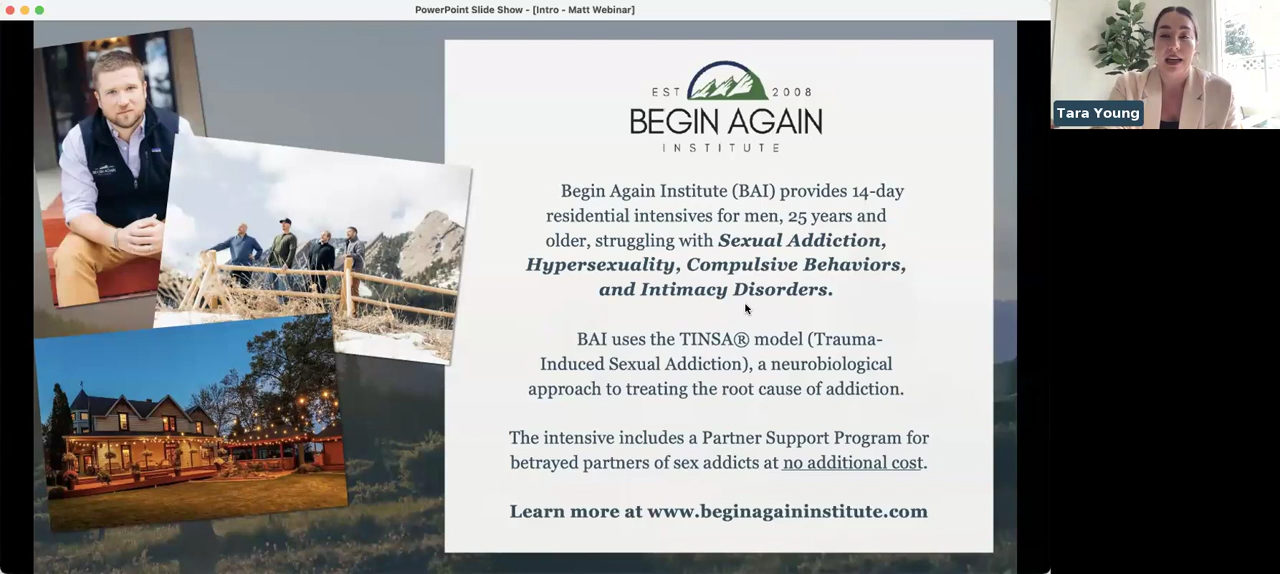 PowerPoint Slide Show - [Intro - Matt Webinar]
EST 2008
BEGIN AGAIN
INSTITUTE
Begin Again Institute (BAI) provides 14-day
residential intensives for men, 25 years and
older, struggling with Sexual Addiction,
Hypersexuality, Compulsive Behaviors,
and Intimacy Disorders.
BAI uses the TINSA® model (Trauma-
Induced Sexual Addiction), a neurobiological
approach to treating the root cause of addiction.
The intensive includes a Partner Support Program for
betrayed partners of sex addicts at no additional cost.
Learn more at www.beginagaininstitute.com
Tara Young
BEGIN AGAIN